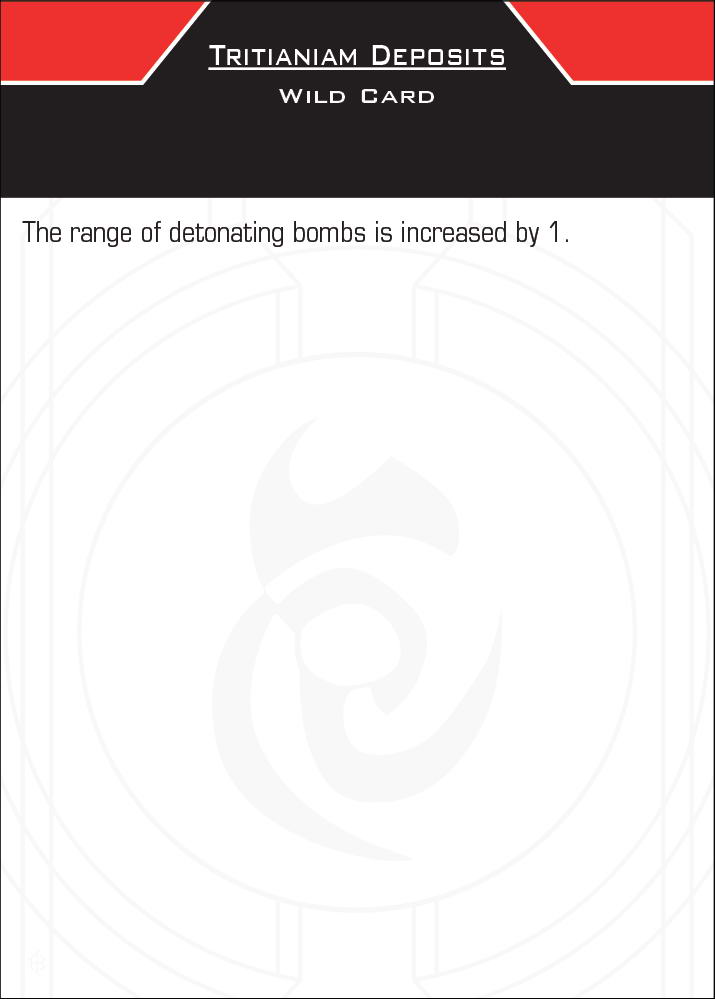 Tritianiam Deposits
Wild Card
The range of detonating bombs is increased by 1.